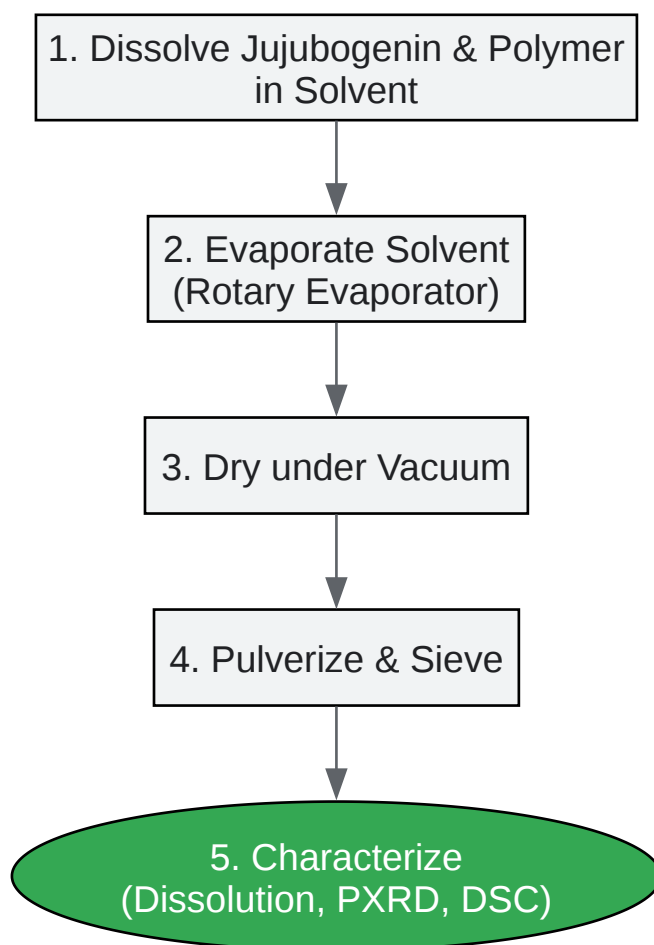 1. Dissolve Jujubogenin & Polymer
in Solvent
2. Evaporate Solvent
(Rotary Evaporator)
3. Dry under Vacuum
4. Pulverize & Sieve
5. Characterize
(Dissolution, PXRD, DSC)